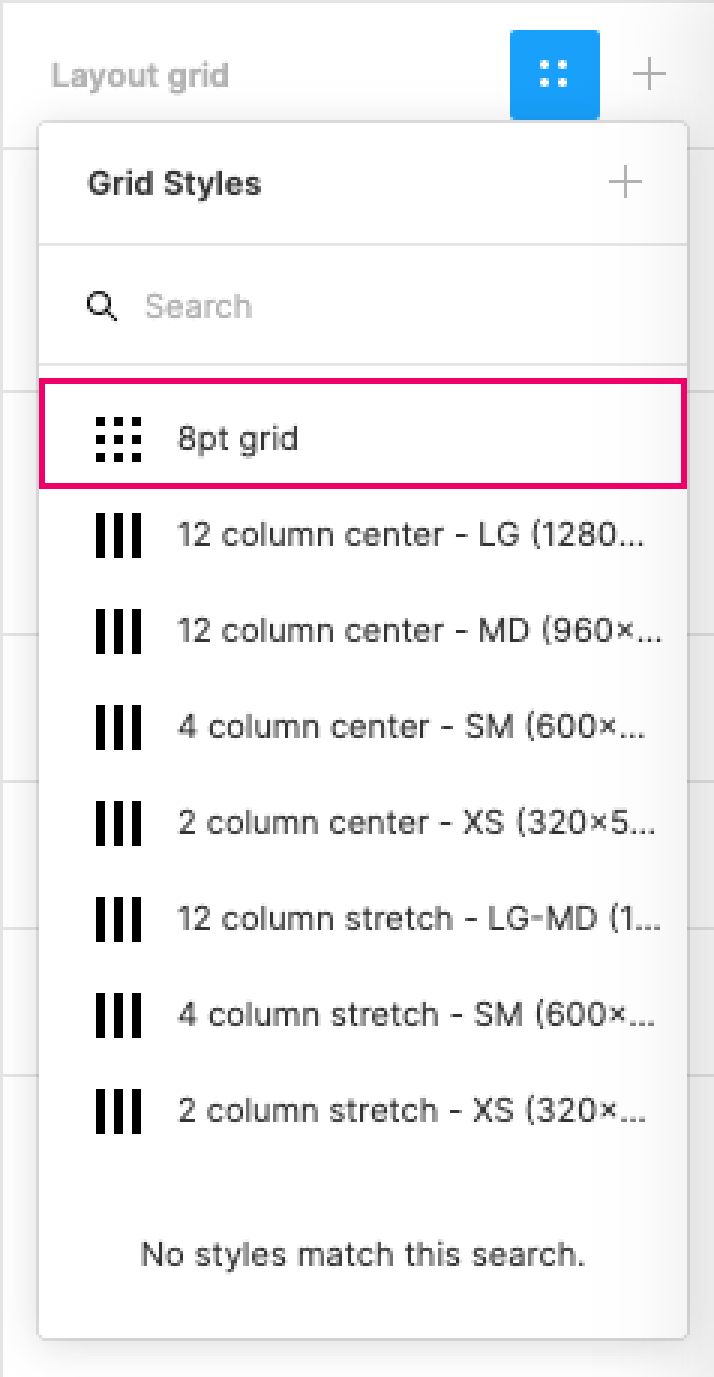 Layout grid
Grid Styles
Search
8pt grid
12 column center - LG (1280...
12 column center - MD (960×...
4 column center - SM (600×...
2 column center - XS (320×5...
12 column stretch - LG-MD (1...
4 column stretch - SM (600×...
2 column stretch - XS (320×...
No styles match this search.